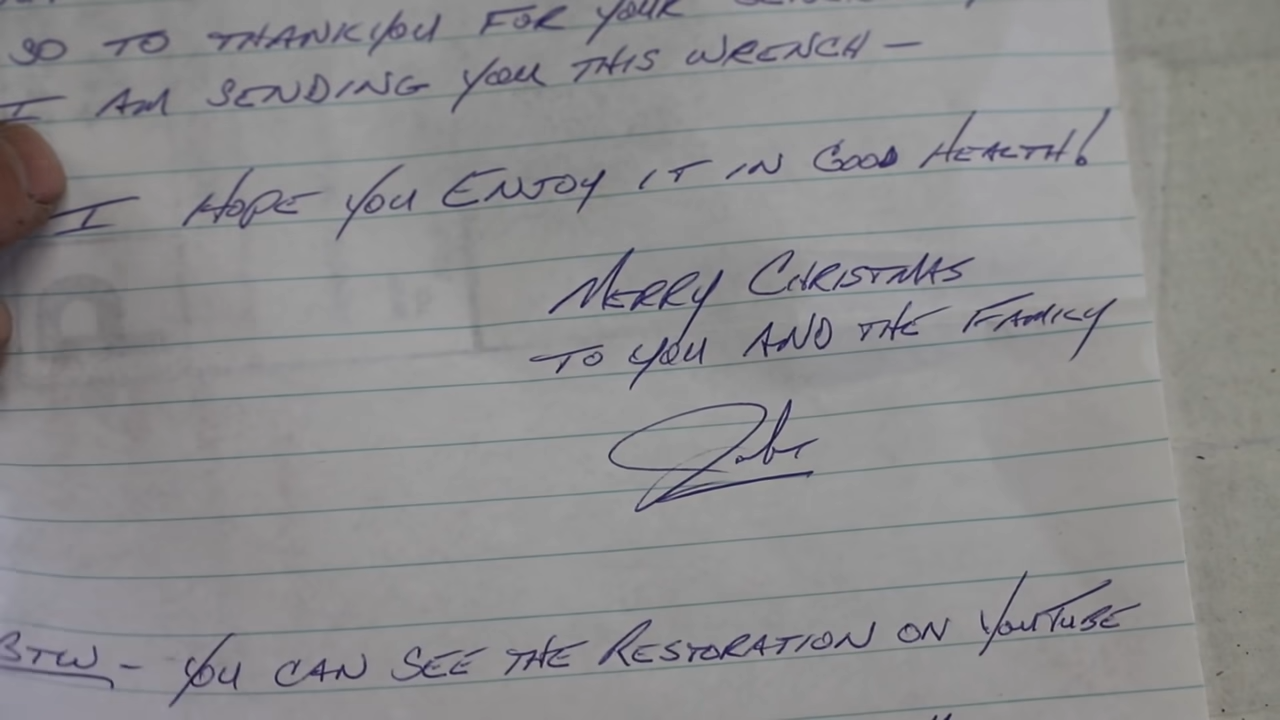 SO TO THANK YOU FOR YOUR
I AM SENDING YOU THIS WRENCH —
I HOPE YOU ENJOY IT IN GOOD HEALTH!
MERRY CHRISTMAS
TO YOU AND THE FAMILY
BTW - YOU CAN SEE THE RESTORATION ON YOUTUBE